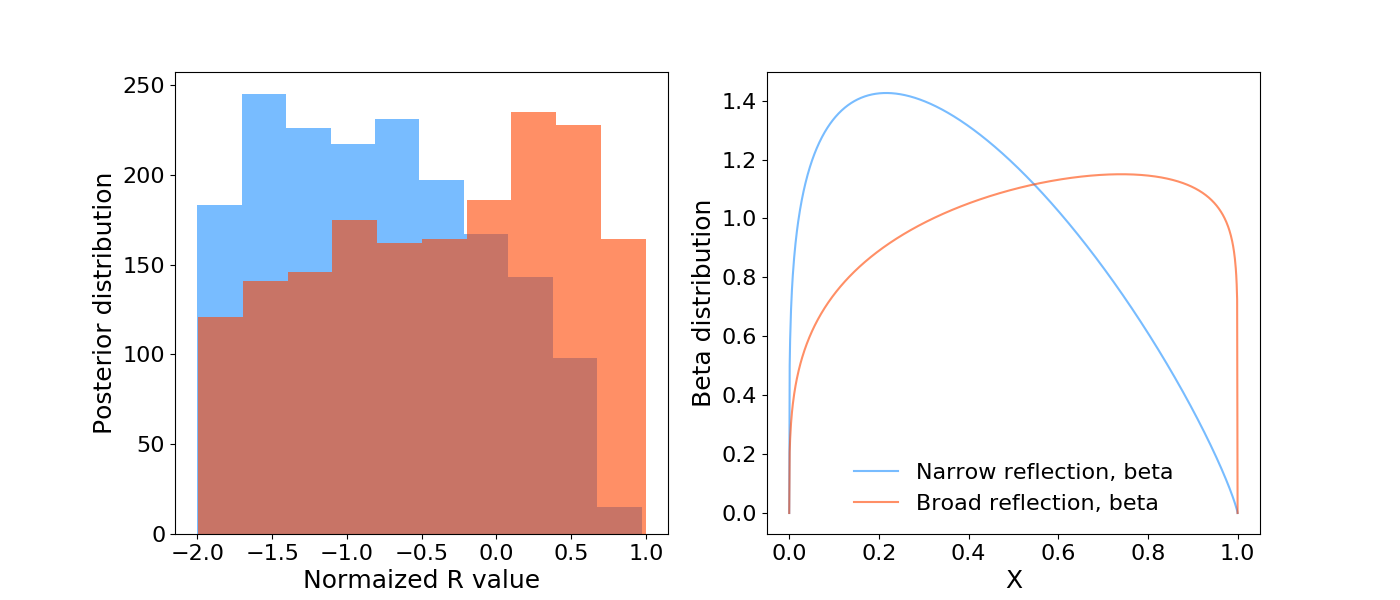 250
200
150
100
50
0
−2.0 −1.5 −1.0 −0.5 0.0 0.5 1.0
Normaized R value
Posterior distribution
1.4
1.2
1.0
0.8
0.6
0.4
0.2
0.0
0.0 0.2 0.4 0.6 0.8 1.0
X
Beta distribution
Narrow reflection, beta
Broad reflection, beta